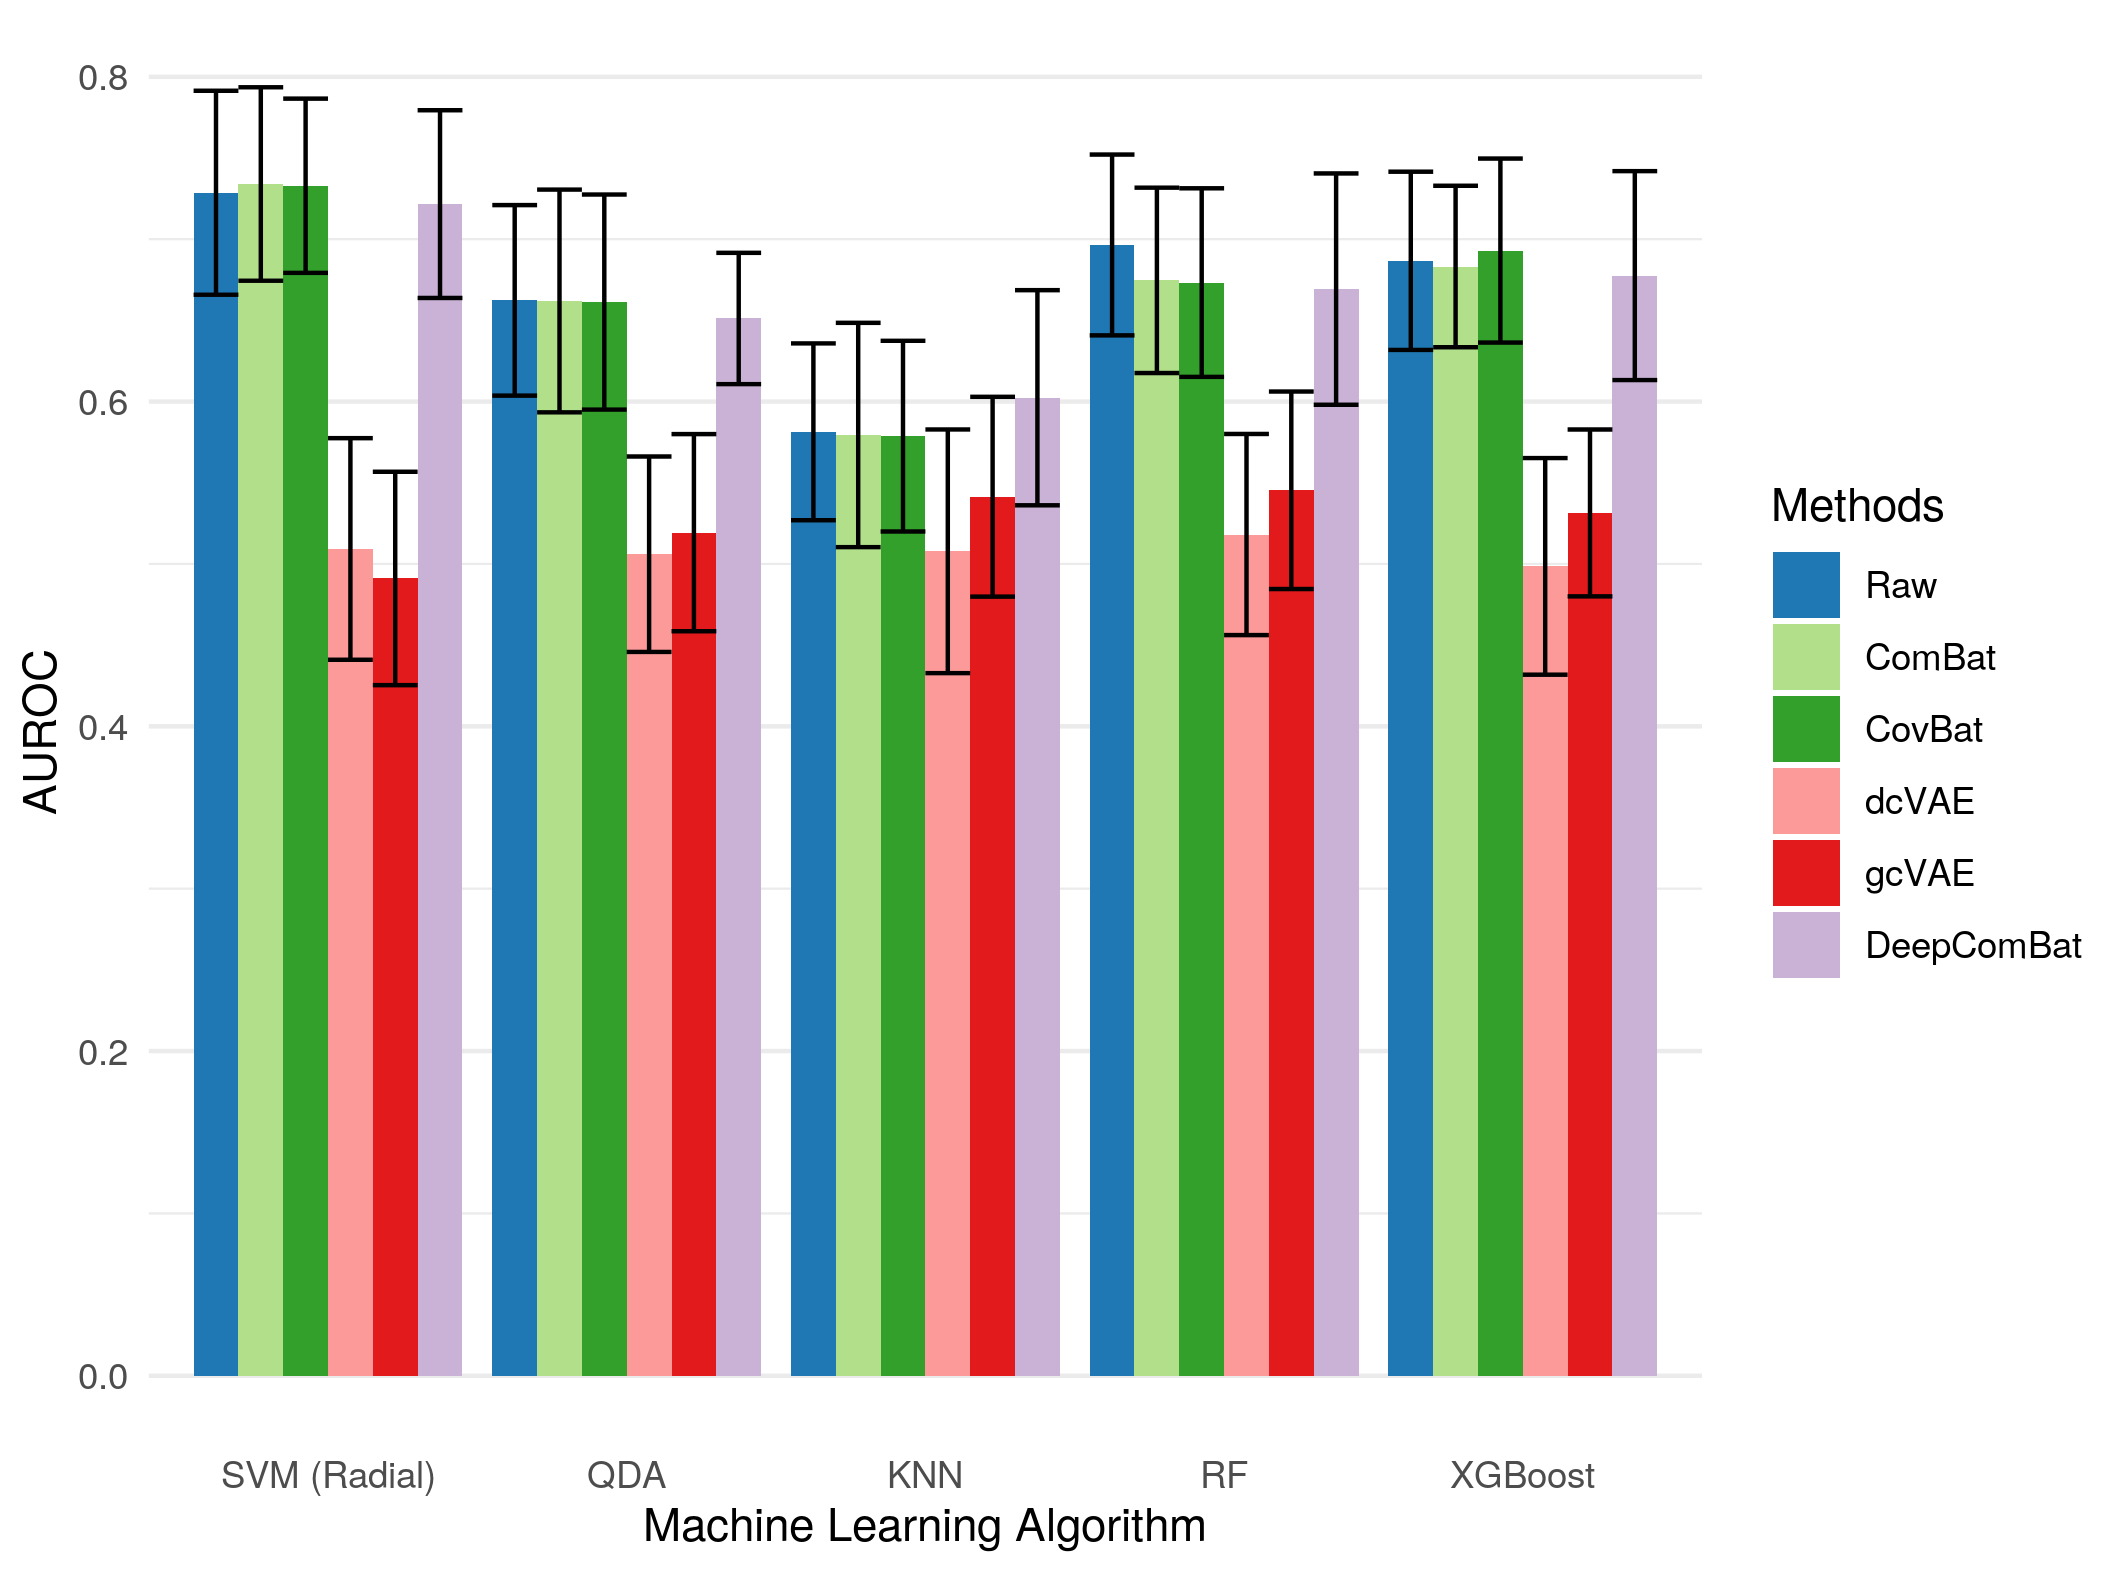 0.8
0.6
0.4
0.2
0.0
AUROC
SVM (Radial)
QDA
KNN
RF
XGBoost
Machine Learning Algorithm
Methods
Raw
ComBat
CovBat
dcVAE
gcVAE
DeepComBat